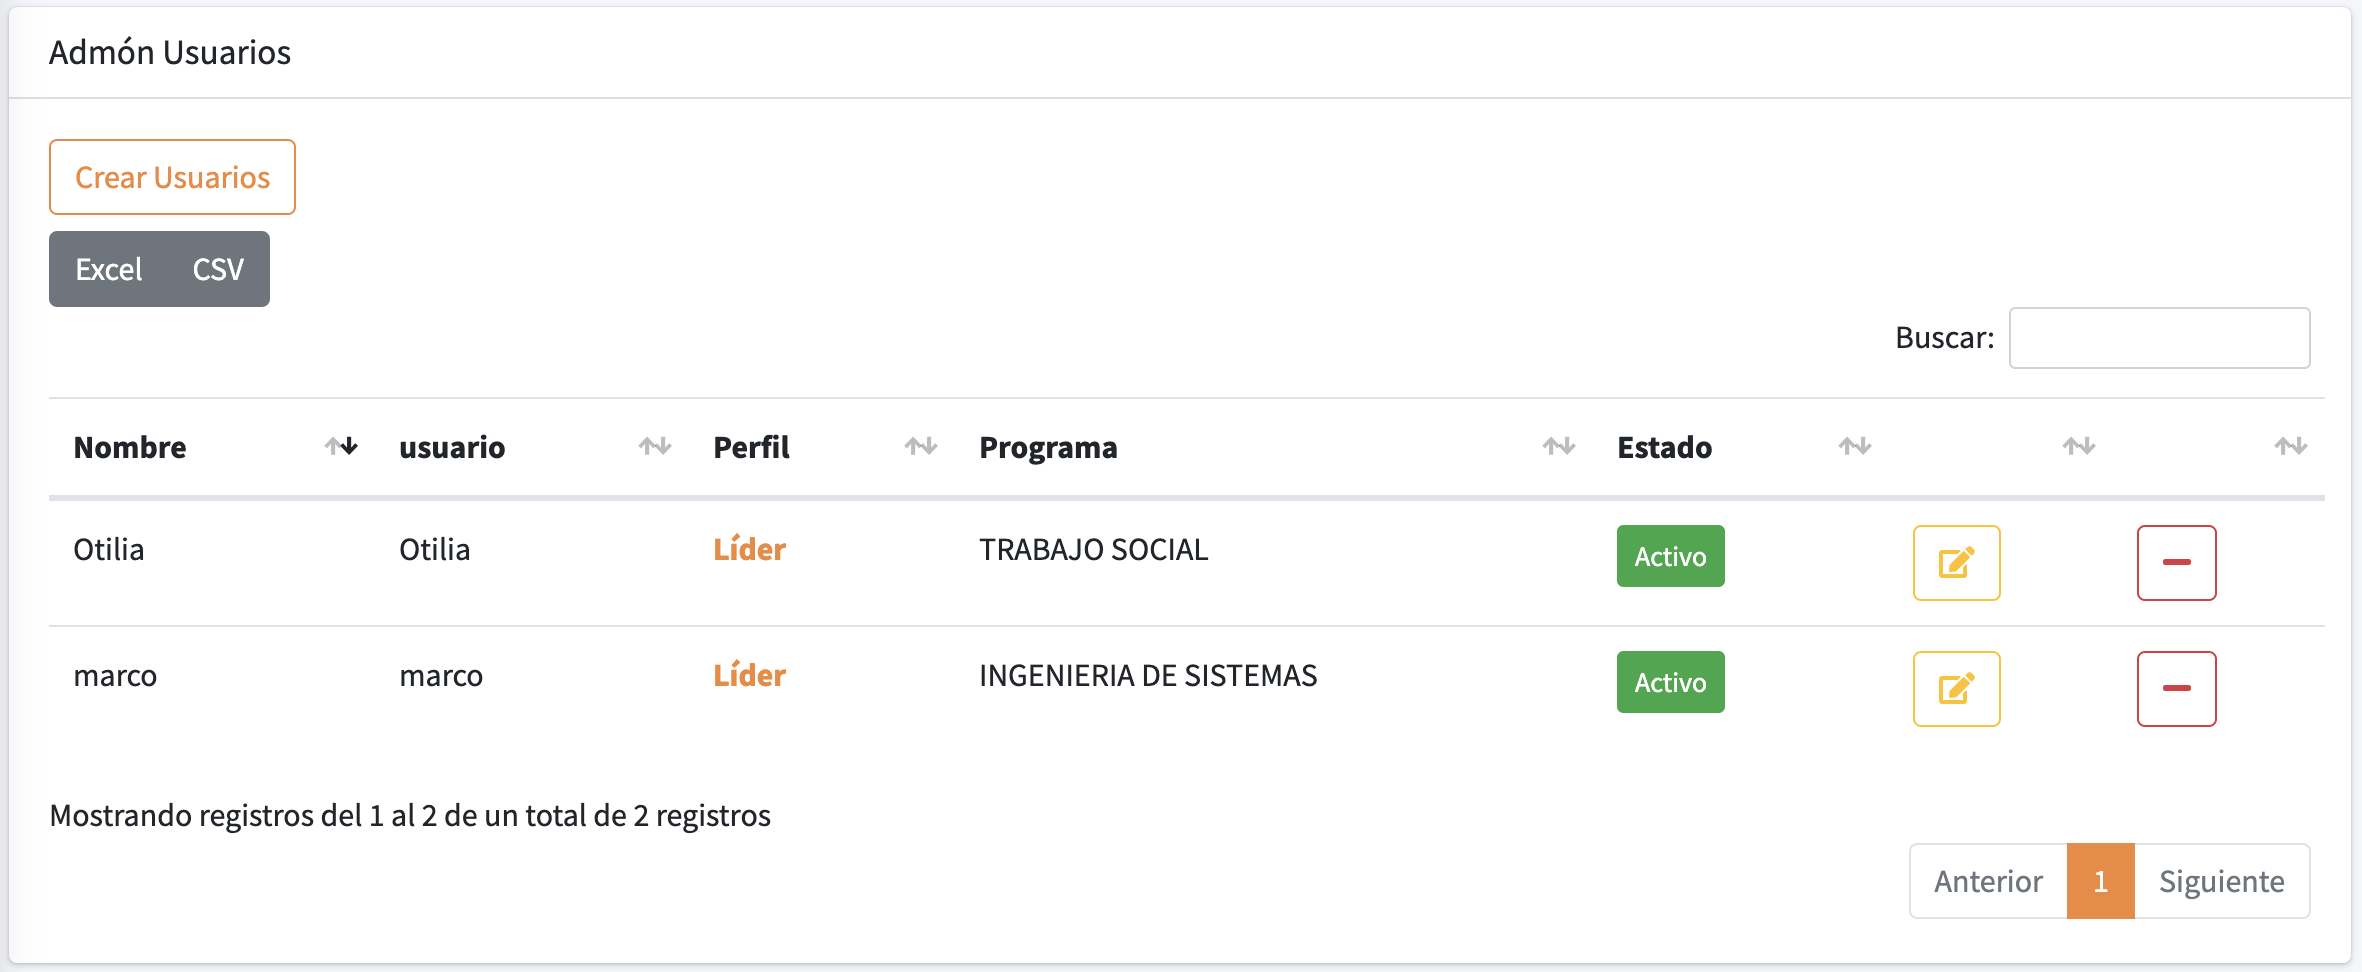 Admón Usuarios
Crear Usuarios
Excel CSV
Buscar:
Nombre usuario Perfil Programa Estado
Otilia Otilia Líder TRABAJO SOCIAL Activo
marco marco Líder INGENIERIA DE SISTEMAS Activo
Mostrando registros del 1 al 2 de un total de 2 registros
Anterior 1 Siguiente